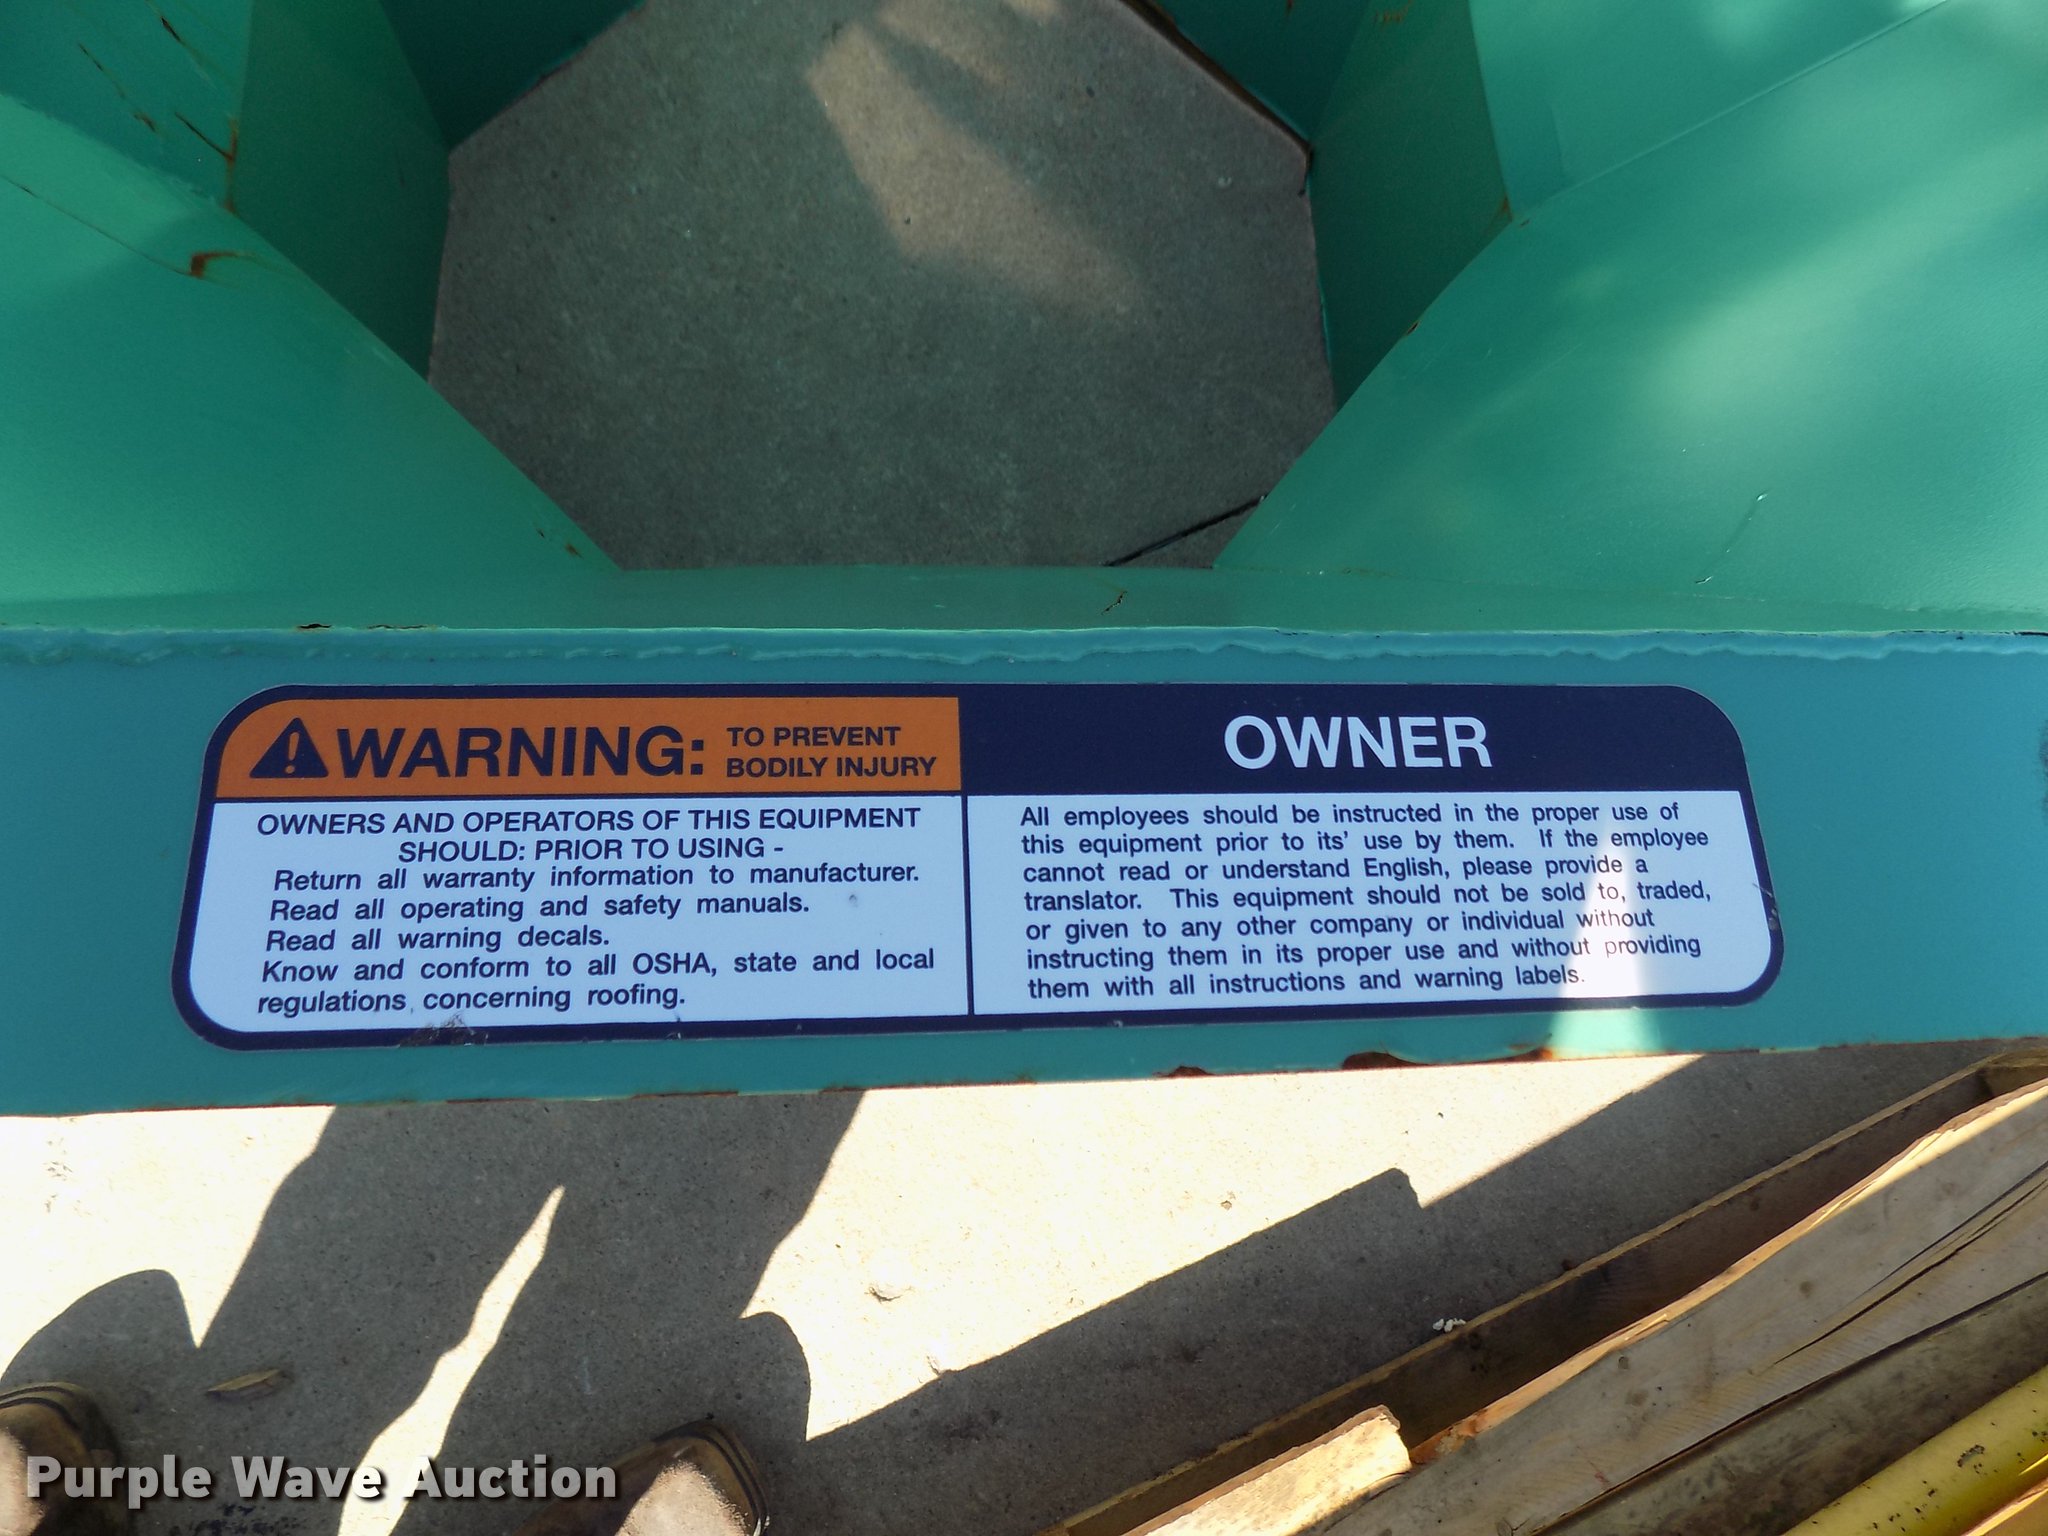 WARNING: TO PREVENT
BODILY INJURY
OWNERS AND OPERATORS OF THIS EQUIPMENT
SHOULD: PRIOR TO USING -
Return all warranty information to manufacturer.
Read all operating and safety manuals.
Read all warning decals.
Know and conform to all OSHA, state and local
regulations concerning roofing.
OWNER
All employees should be instructed in the proper use of
this equipment prior to its' use by them. If the employee
cannot read or understand English, please provide a
translator. This equipment should not be sold to, traded,
or given to any other company or individual without
instructing them in its proper use and without providing
them with all instructions and warning labels.
Purple Wave Auction